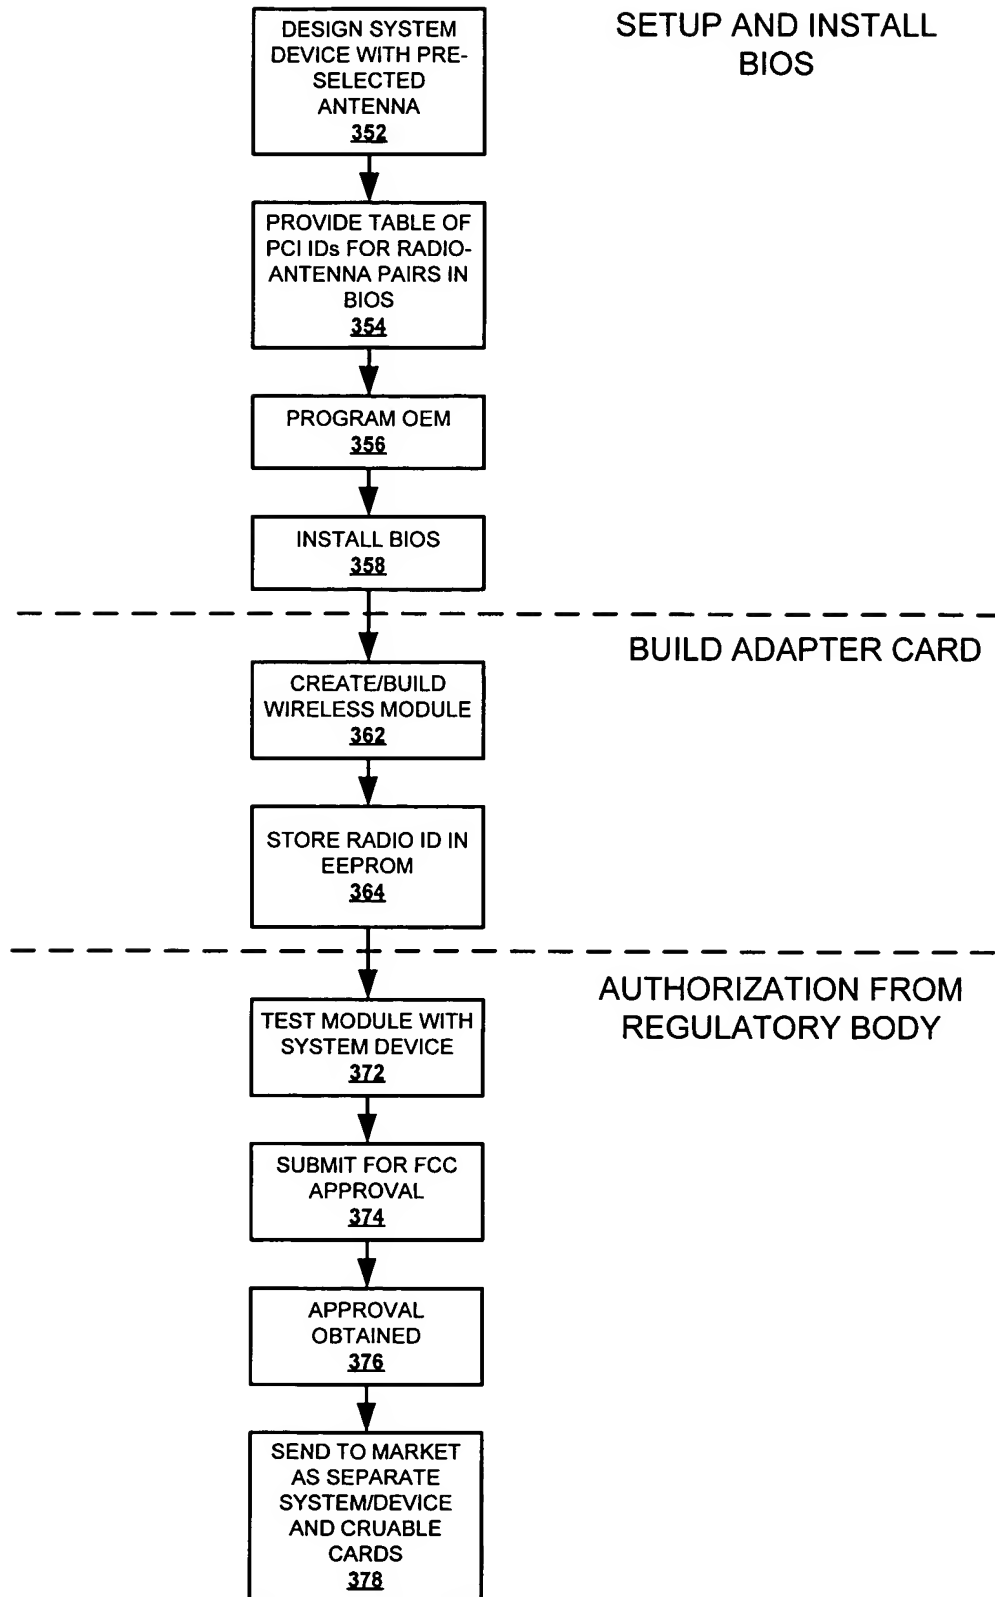 SETUP AND INSTALL
BIOS
DESIGN SYSTEM
DEVICE WITH PRE-
SELECTED
ANTENNA
352
PROVIDE TABLE OF
PCI IDs FOR RADIO-
ANTENNA PAIRS IN
BIOS
354
PROGRAM OEM
356
INSTALL BIOS
358
BUILD ADAPTER CARD
CREATE/BUILD
WIRELESS MODULE
362
STORE RADIO ID IN
EEPROM
364
AUTHORIZATION FROM
REGULATORY BODY
TEST MODULE WITH
SYSTEM DEVICE
372
SUBMIT FOR FCC
APPROVAL
374
APPROVAL
OBTAINED
376
SEND TO MARKET
AS SEPARATE
SYSTEM/DEVICE
AND CRUABLE
CARDS
378